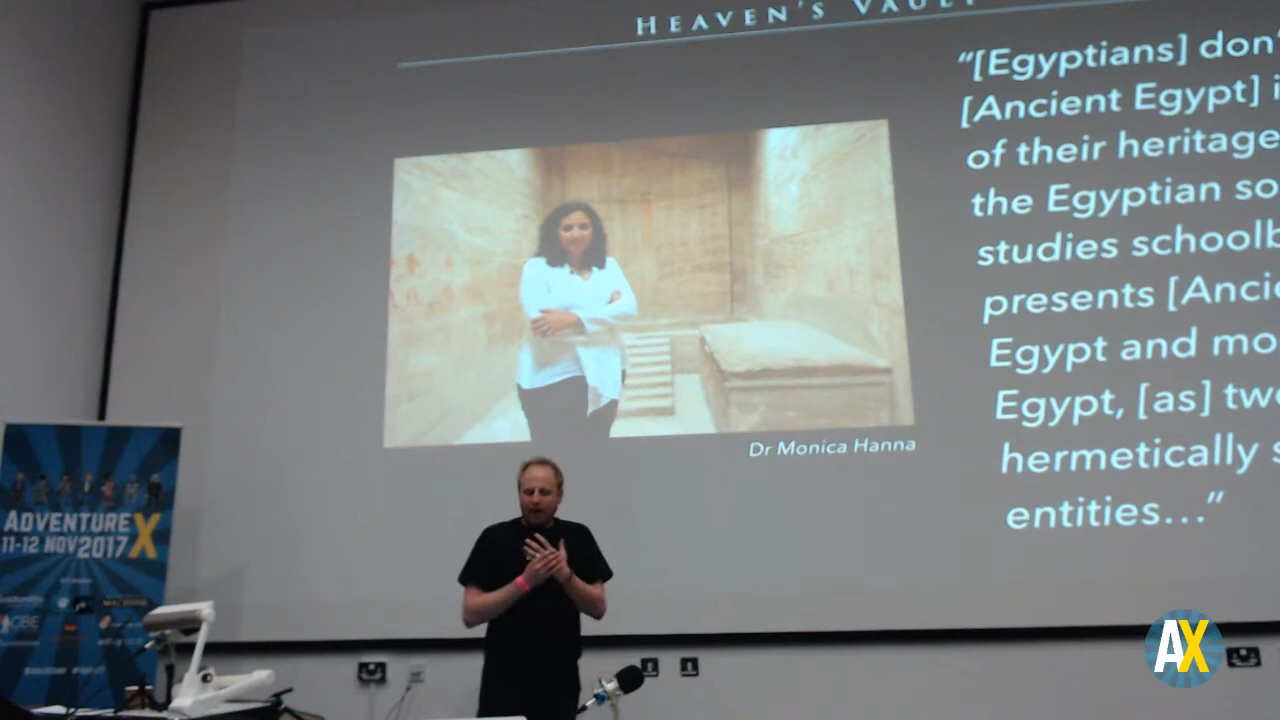 HEAVEN'S VAULT
"[Egyptians] don'
[Ancient Egypt] i
of their heritage
the Egyptian so
studies schoolb
presents [Ancie
Egypt and mo
Egypt, [as] two
hermetically s
entities..."
Dr Monica Hanna
ADVENTUREX
11-12 NOV 2017
AX